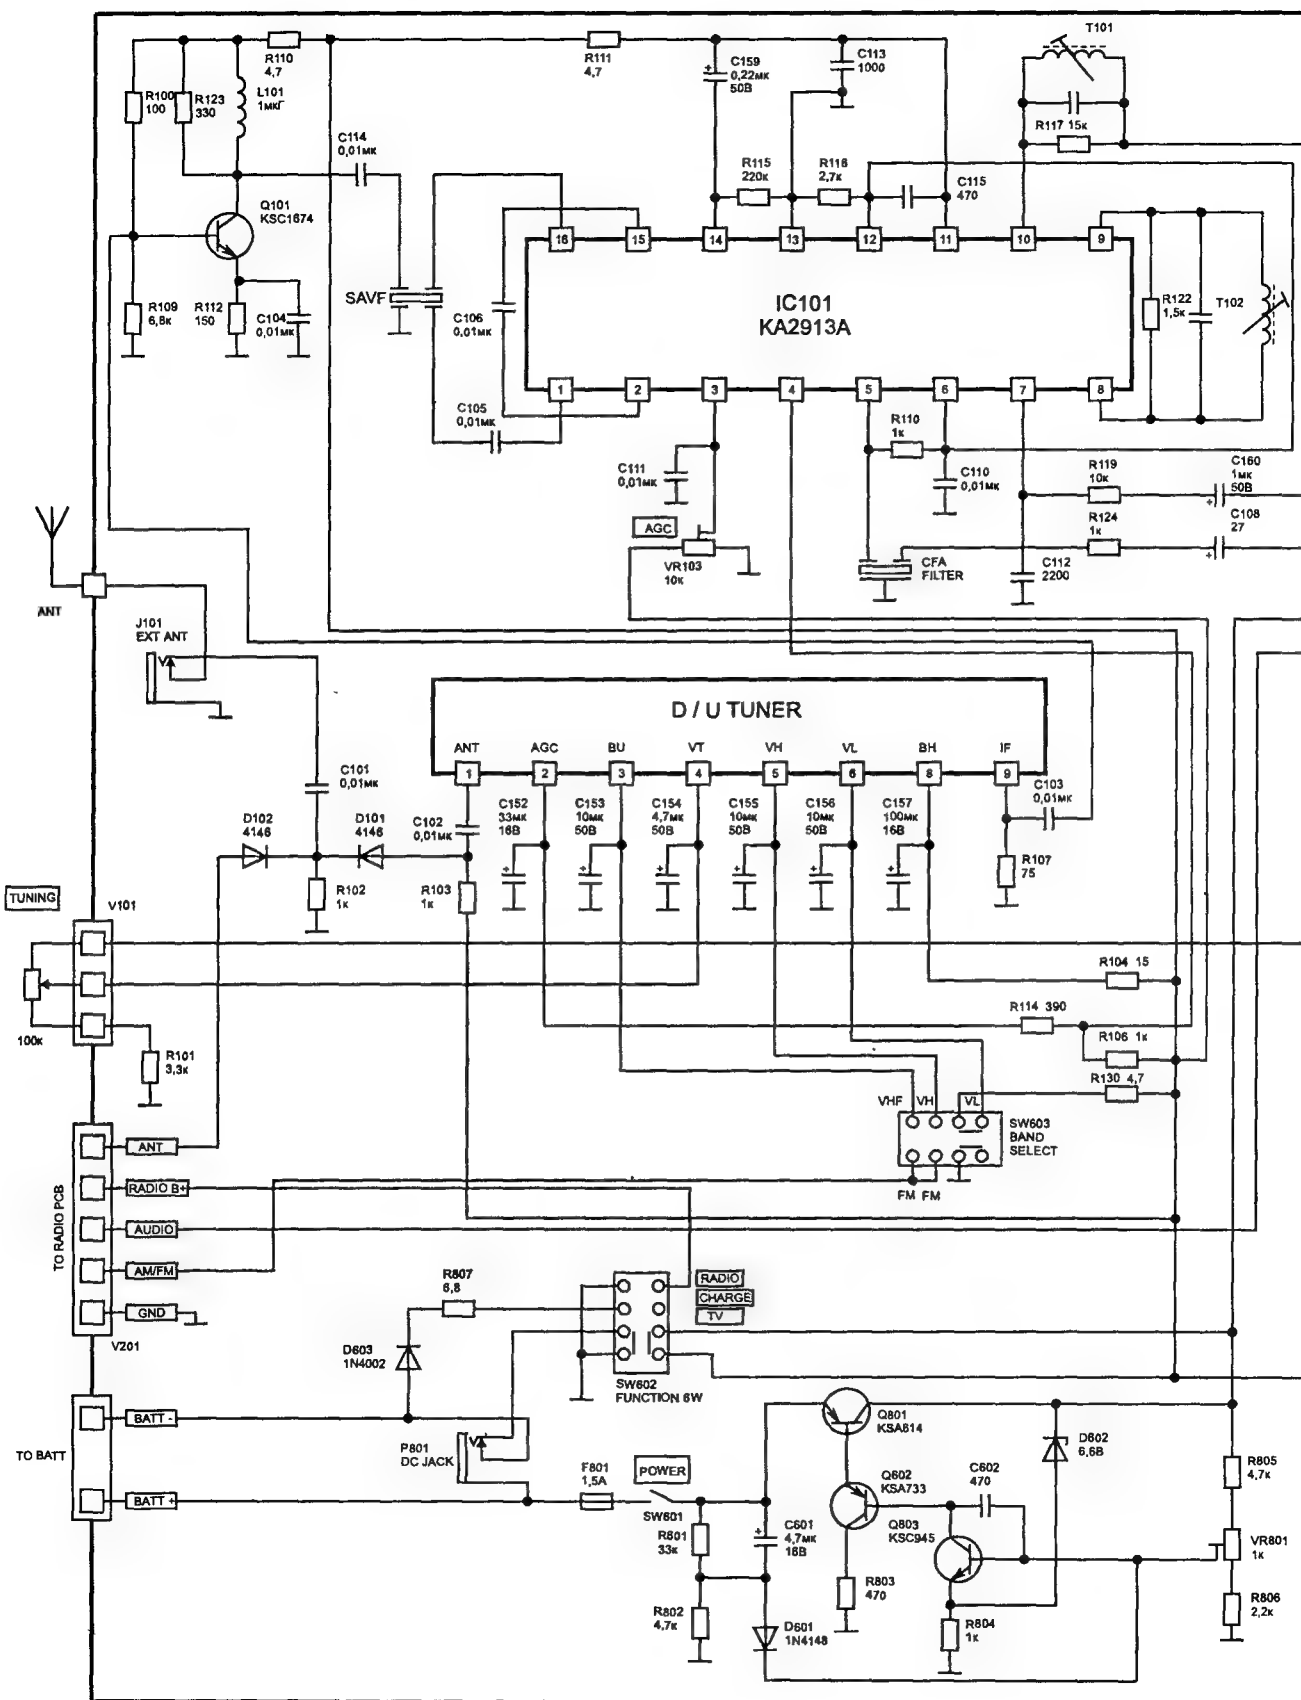 T101
R110
4,7
R111
4,7
C159
0,22мк
50В
C113
1000
R100
100
R123
330
L101
1мкГ
R117 15к
C114
0,01мк
R115
220к
R116
2,7к
C115
470
Q101
KSC1674
16
15
14
13
12
11
10
9
SAVF
R109
6,8к
R112
150
C104
0,01мк
C106
0,01мк
IC101
KA2913A
R122
1,5к
T102
1
2
3
4
5
6
7
8
C105
0,01мк
R110
1к
C111
0,01мк
C110
0,01мк
R119
10к
C160
1мк
50В
AGC
R124
1к
C108
27
VR103
10к
CFA
FILTER
C112
2200
ANT
J101
EXT ANT
D / U TUNER
ANT
AGC
BU
VT
VH
VL
BH
IF
1
2
3
4
5
6
8
9
C101
0,01мк
C103
0,01мк
D102
4148
D101
4148
C102
0,01мк
C152
33мк
16В
C153
10мк
50В
C154
4,7мк
50В
C155
10мк
50В
C156
10мк
50В
C157
100мк
16В
R107
75
R102
1к
R103
1к
TUNING
V101
R104 15
R114 390
100к
R101
3,3к
R106 1к
R130 4,7
VHF
VH
VL
SW603
BAND
SELECT
ANT
RADIO B+
FM FM
AUDIO
TO RADIO PCB
AM/FM
R807
6,8
RADIO
CHARGE
TV
GND
V201
D603
1N4002
SW602
FUNCTION 6W
BATT -
TO BATT
P801
DC JACK
Q801
KSA614
D602
6,6В
F801
1,5A
POWER
Q602
KSA733
C602
470
R805
4,7к
BATT +
SW601
R801
33к
C601
4,7мк
16В
Q803
KSC945
VR801
1к
R803
470
R802
4,7к
D601
1N4148
R804
1к
R806
2,2к